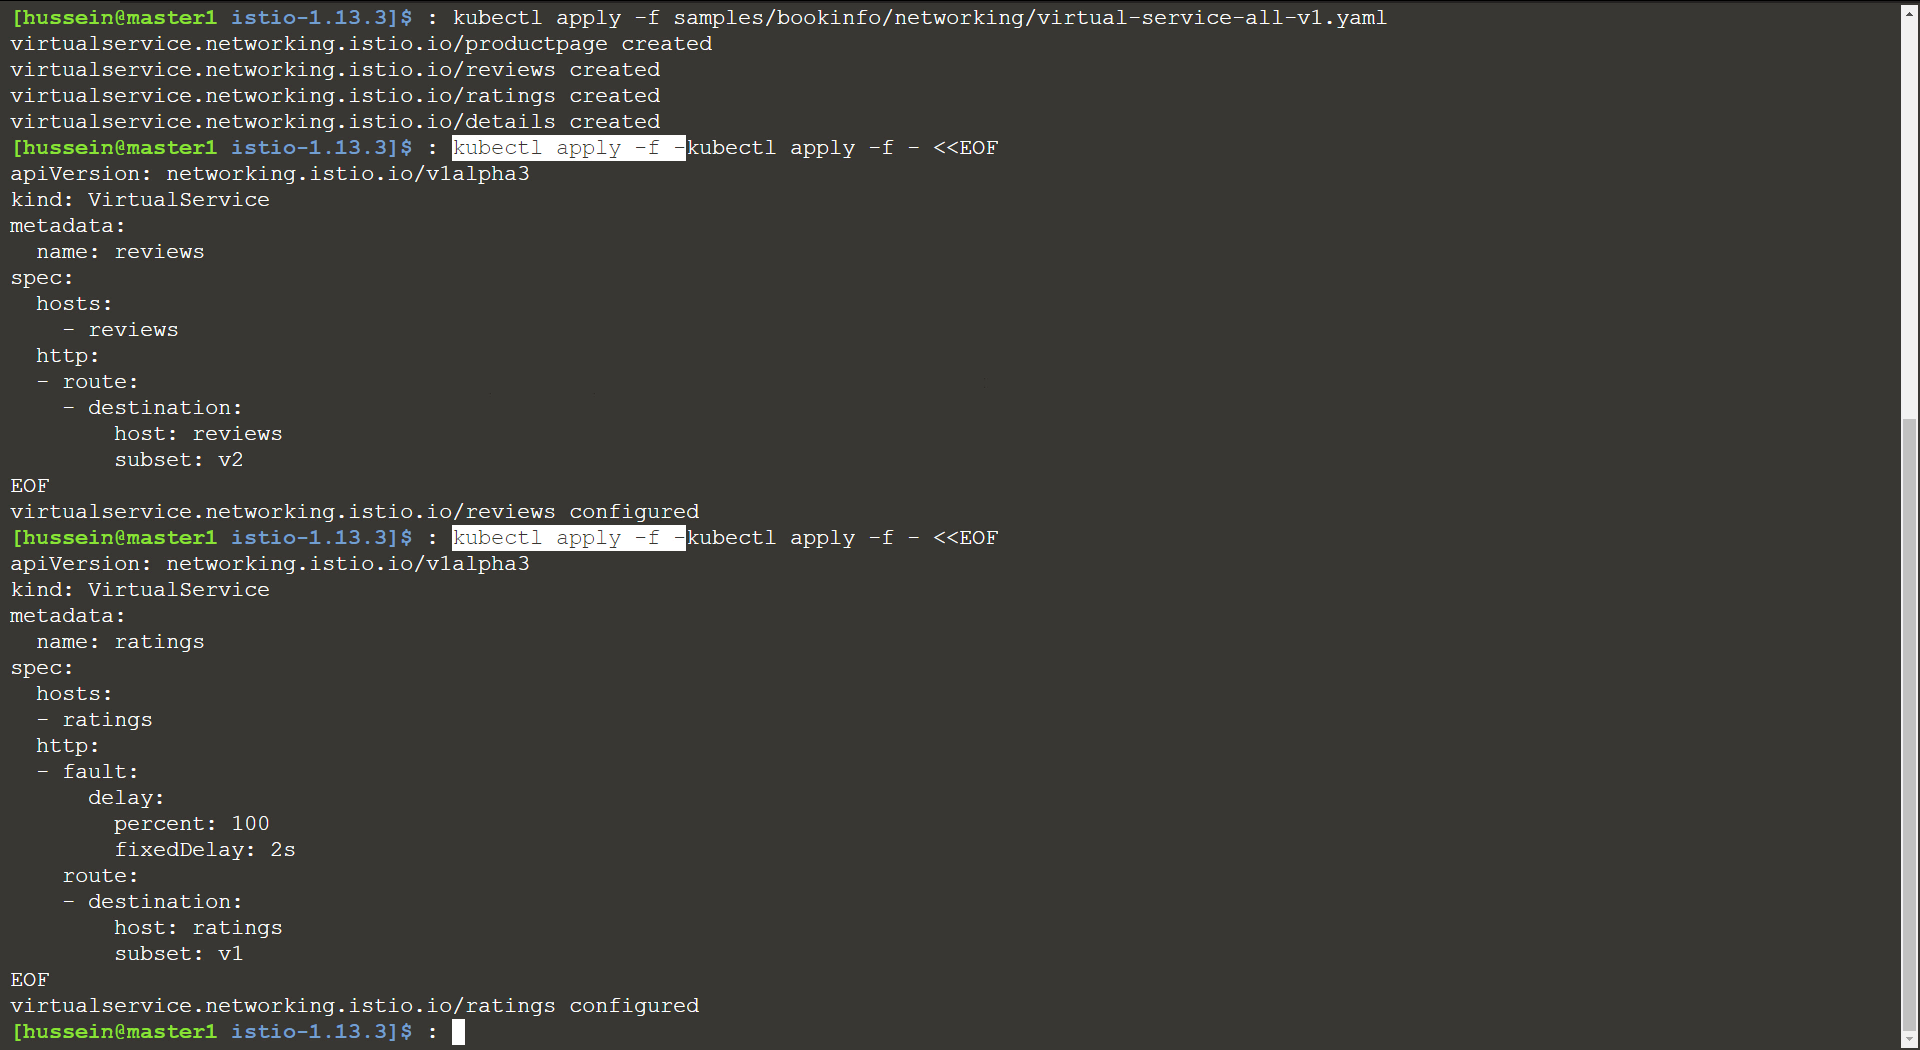 [hussein@master1 istio-1.13.3]$ : kubectl apply -f samples/bookinfo/networking/virtual-service-all-v1.yaml
virtualservice.networking.istio.io/productpage created
virtualservice.networking.istio.io/reviews created
virtualservice.networking.istio.io/ratings created
virtualservice.networking.istio.io/details created
[hussein@master1 istio-1.13.3]$ : kubectl apply -f -kubectl apply -f - <<EOF
apiVersion: networking.istio.io/v1alpha3
kind: VirtualService
metadata:
  name: reviews
spec:
  hosts:
    - reviews
  http:
  - route:
    - destination:
        host: reviews
        subset: v2
EOF
virtualservice.networking.istio.io/reviews configured
[hussein@master1 istio-1.13.3]$ : kubectl apply -f -kubectl apply -f - <<EOF
apiVersion: networking.istio.io/v1alpha3
kind: VirtualService
metadata:
  name: ratings
spec:
  hosts:
  - ratings
  http:
  - fault:
      delay:
        percent: 100
        fixedDelay: 2s
    route:
    - destination:
        host: ratings
        subset: v1
EOF
virtualservice.networking.istio.io/ratings configured
[hussein@master1 istio-1.13.3]$ :